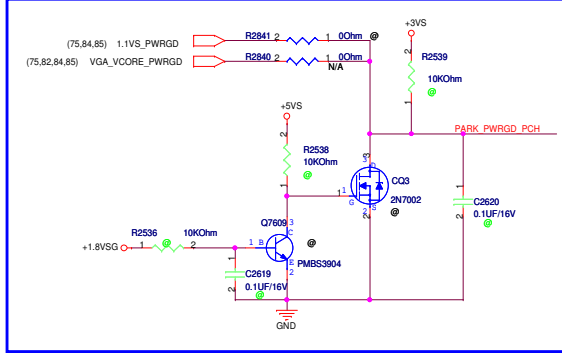 +3VS
(75,84,85) 1.1VS_PWRGD R2841 2 1 0Ohm @
(75,82,84,85) VGA_VCORE_PWRGD R2840 2 1 0Ohm
N/A
2 R2539
10KOhm
1 @
+5VS
PARK_PWRGD_PCH
2 R2538
10KOhm
1 @
3 D
CQ3
1 G
2N7002
2 S @
1 C2620
0.1UF/16V
2 @
Q7609 3 C
@
R2536 10KOhm
+1.8VSG 1 @ 2 1 B
E PMBS3904
2
1 C2619
0.1UF/16V
2 @
GND